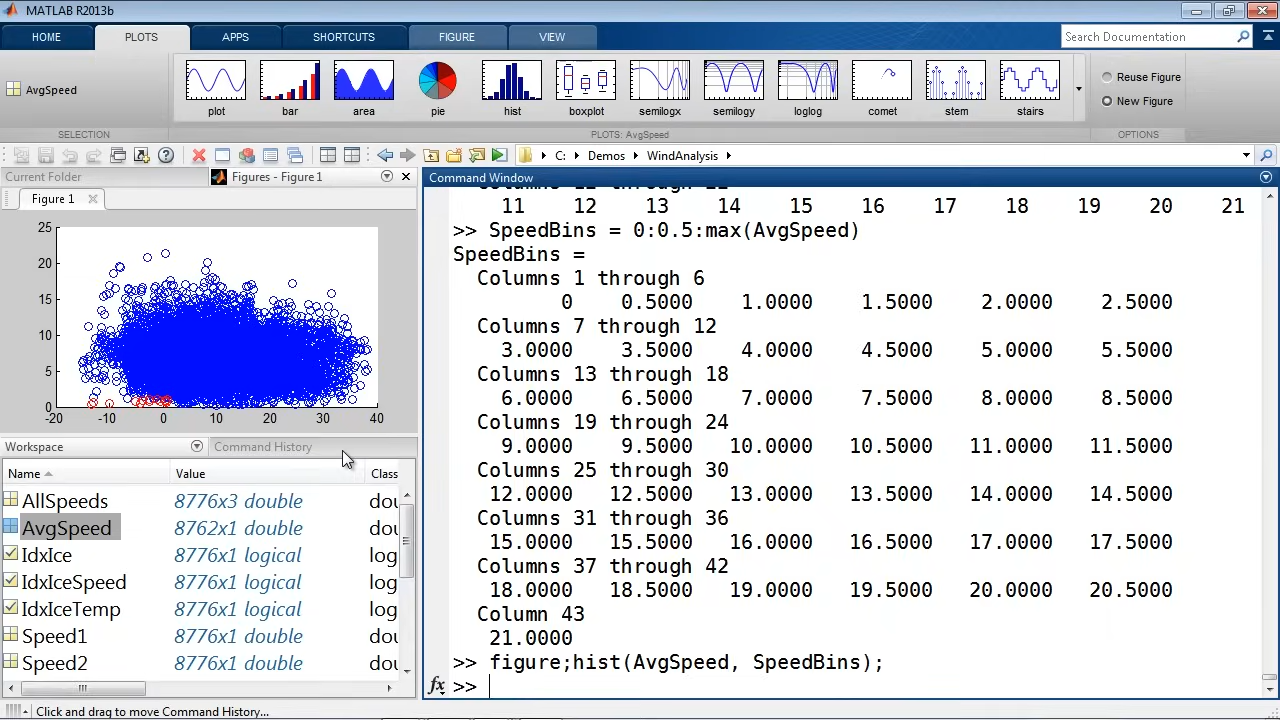 MATLAB R2013b
HOME PLOTS APPS SHORTCUTS FIGURE VIEW Search Documentation
AvgSpeed
plot bar area pie hist boxplot semilogx semilogy loglog comet stem stairs
Reuse Figure
New Figure
SELECTION PLOTS: AvgSpeed OPTIONS
C: Demos WindAnalysis
Current Folder Figures - Figure 1
Figure 1
25
20
15
10
5
0
-20 -10 0 10 20 30 40
Workspace Command History
Name Value Class
AllSpeeds 8776x3 double dou
AvgSpeed 8762x1 double dou
IdxIce 8776x1 logical log
IdxIceSpeed 8776x1 logical log
IdxIceTemp 8776x1 logical log
Speed1 8776x1 double dou
Speed2 8776x1 double dou
Command Window
11 12 13 14 15 16 17 18 19 20 21
>> SpeedBins = 0:0.5:max(AvgSpeed)
SpeedBins =
Columns 1 through 6
0 0.5000 1.0000 1.5000 2.0000 2.5000
Columns 7 through 12
3.0000 3.5000 4.0000 4.5000 5.0000 5.5000
Columns 13 through 18
6.0000 6.5000 7.0000 7.5000 8.0000 8.5000
Columns 19 through 24
9.0000 9.5000 10.0000 10.5000 11.0000 11.5000
Columns 25 through 30
12.0000 12.5000 13.0000 13.5000 14.0000 14.5000
Columns 31 through 36
15.0000 15.5000 16.0000 16.5000 17.0000 17.5000
Columns 37 through 42
18.0000 18.5000 19.0000 19.5000 20.0000 20.5000
Column 43
21.0000
>> figure;hist(AvgSpeed, SpeedBins);
fx >>
Click and drag to move Command History...